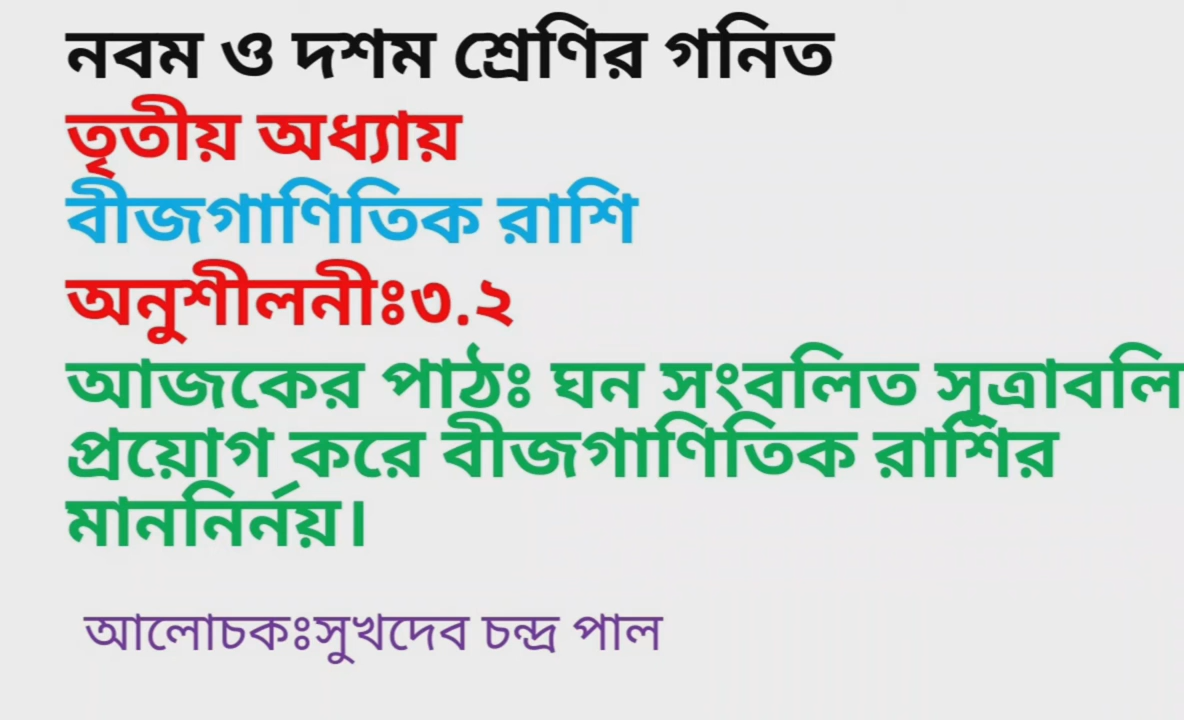 নবম ও দশম শ্রেণির গনিত
তৃতীয় অধ্যায়
বীজগাণিতিক রাশি
অনুশীলনীঃ৩.২
আজকের পাঠঃ ঘন সংবলিত সূত্রাবলি
প্রয়োগ করে বীজগাণিতিক রাশির
মাননির্নয়।
আলোচকঃসুখদেব চন্দ্র পাল